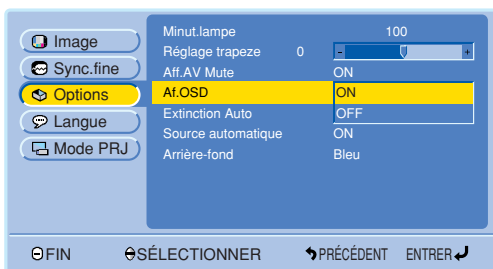 Image
Sync.fine
Options
Langue
Mode PRJ
Minut.lampe 100
Réglage trapeze 0 - +
Aff.AV Mute ON
Af.OSD ON
Extinction Auto OFF
Source automatique ON
Arrière-fond Bleu
FIN SÉLECTIONNER PRÉCÉDENT ENTRER